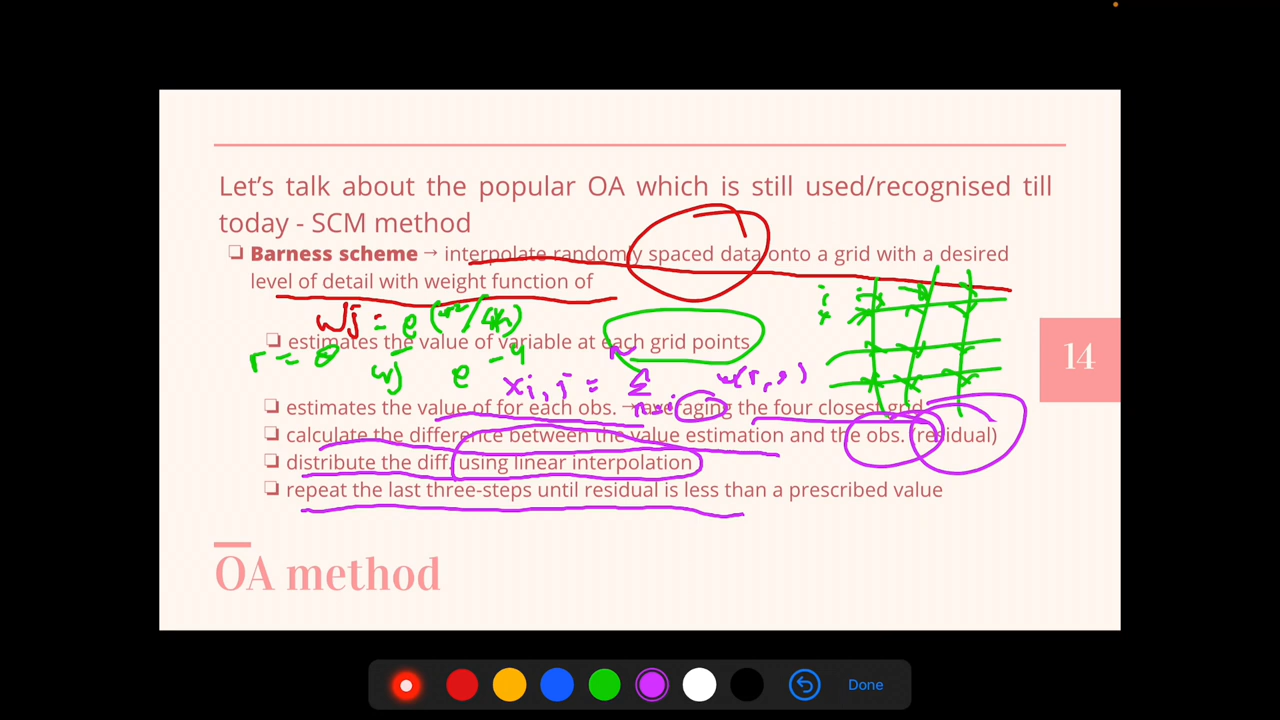 Let's talk about the popular OA which is still used/recognised till
today - SCM method
❏ Barness scheme → interpolate randomly spaced data onto a grid with a desired
level of detail with weight function of
wj = e
❏ estimates the value of variable at each grid points
r =
wj e
xi,j =
❏ estimates the value of for each obs. → averaging the four closest grid
❏ calculate the difference between the value estimation and the obs. (residual)
❏ distribute the diff. using linear interpolation
❏ repeat the last three-steps until residual is less than a prescribed value
14
OA method
Done